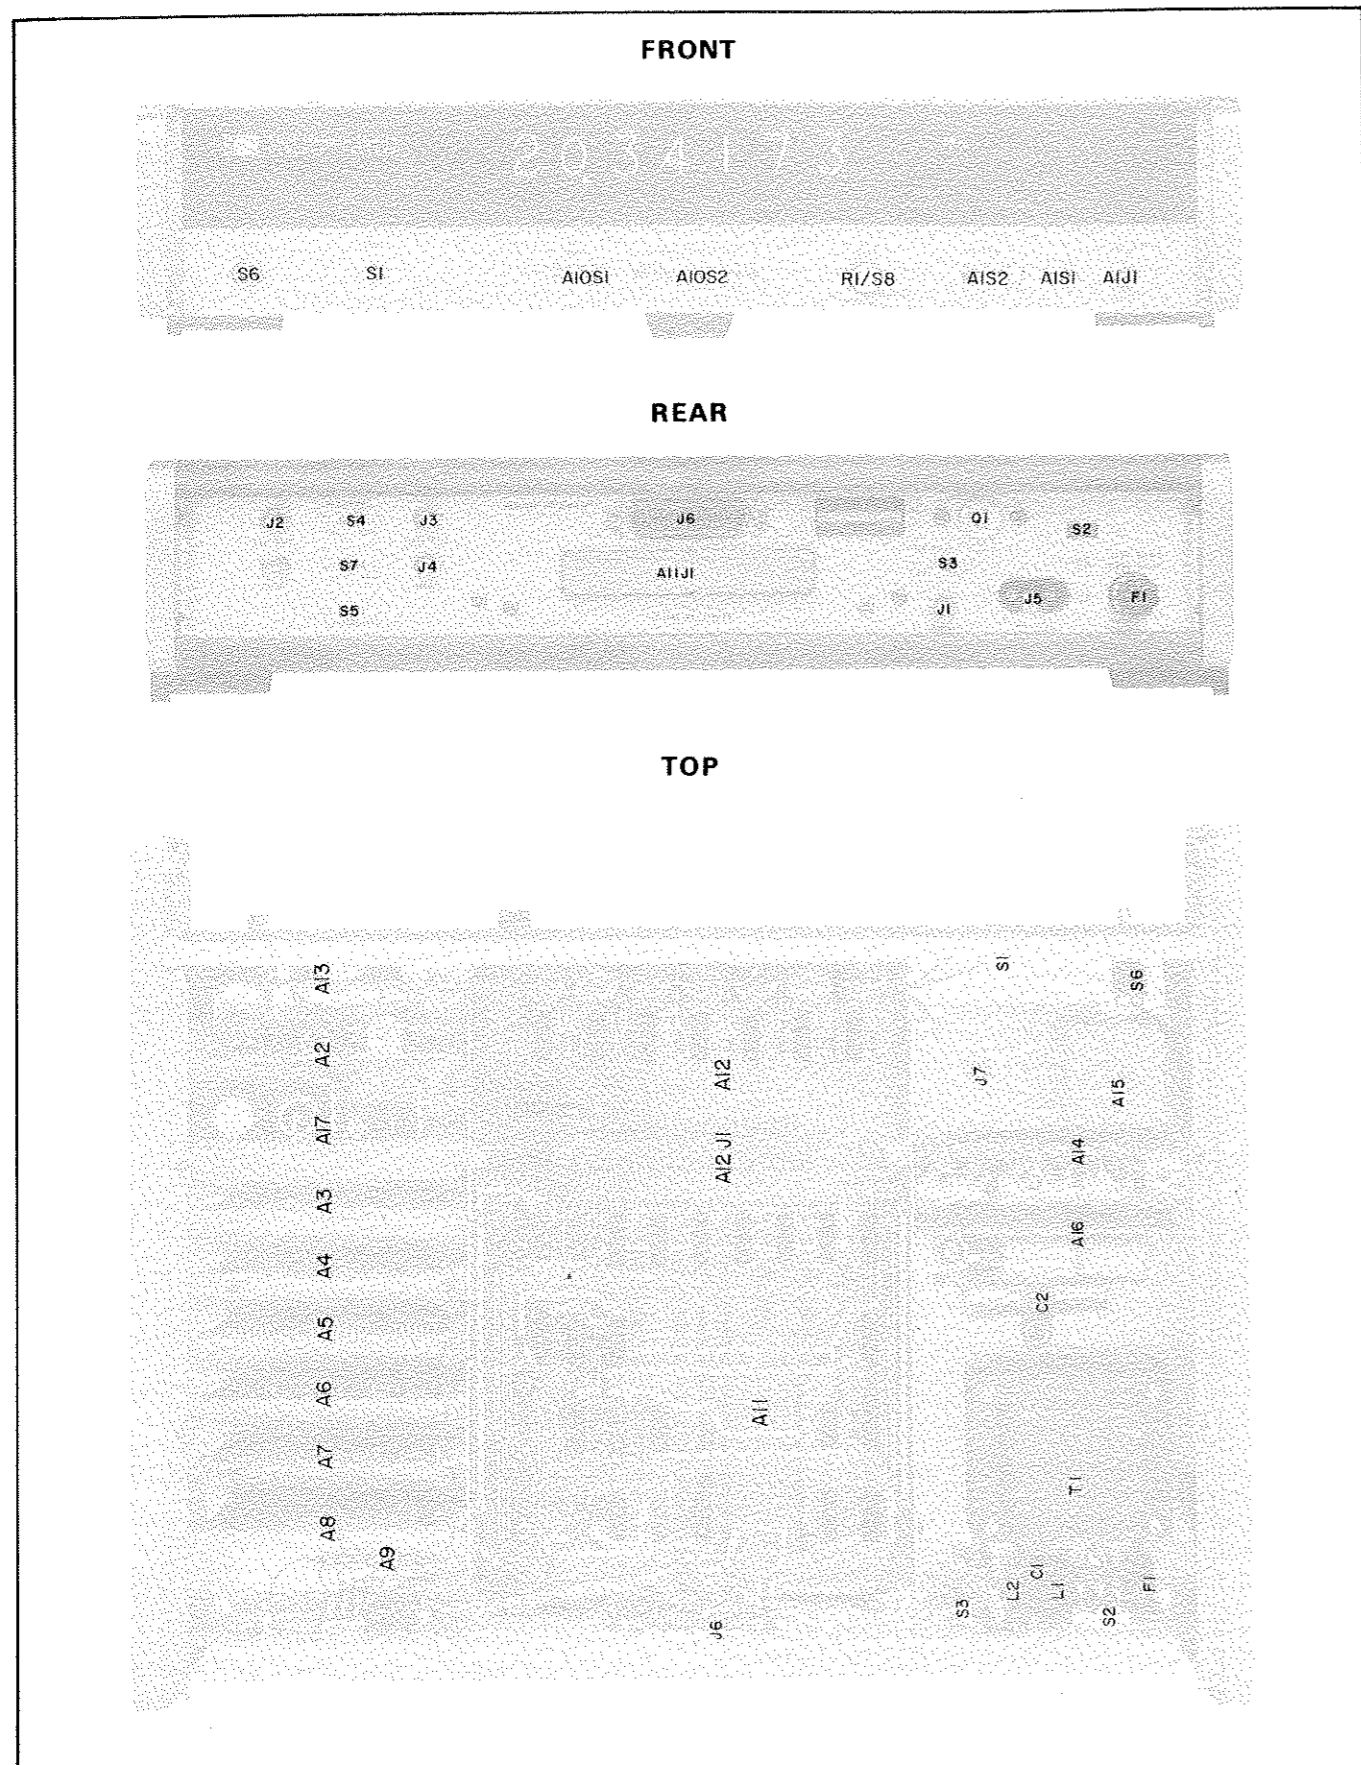 FRONT
2034173
S6 S1 A10S1 A10S2 R1/S8 A1S2 A1S1 A1J1
REAR
J2 S4 J3 J6 Q1 S2
S7 J4 A11J1 S3
S5 J1 J5 F1
TOP
A13 S1 S6
A2 A12 J7 A15
A17 A12J1 A14
A3 A16
A4 C2
A5
A6 A11
A7 T1
A8
A9 C1
L2 L1 F1
S3 S2
J6